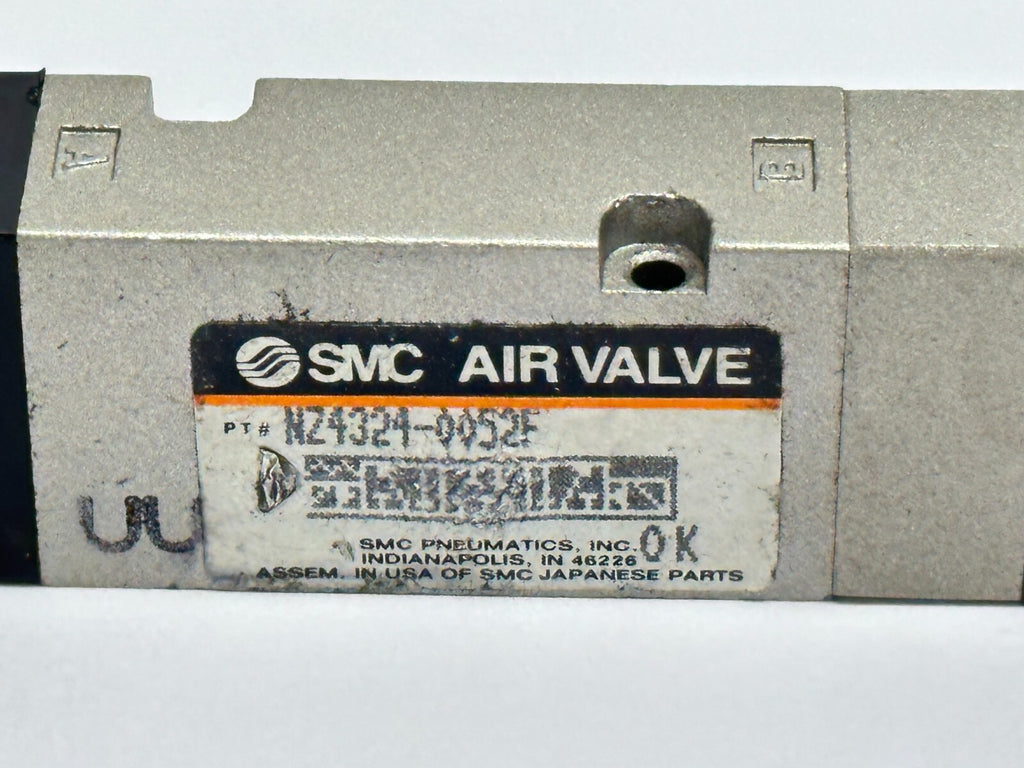 A
B
SMC AIR VALVE
PT# NZ4324-0052F
SMC PNEUMATICS, INC. OK
INDIANAPOLIS, IN 46226
ASSEM. IN USA OF SMC JAPANESE PARTS